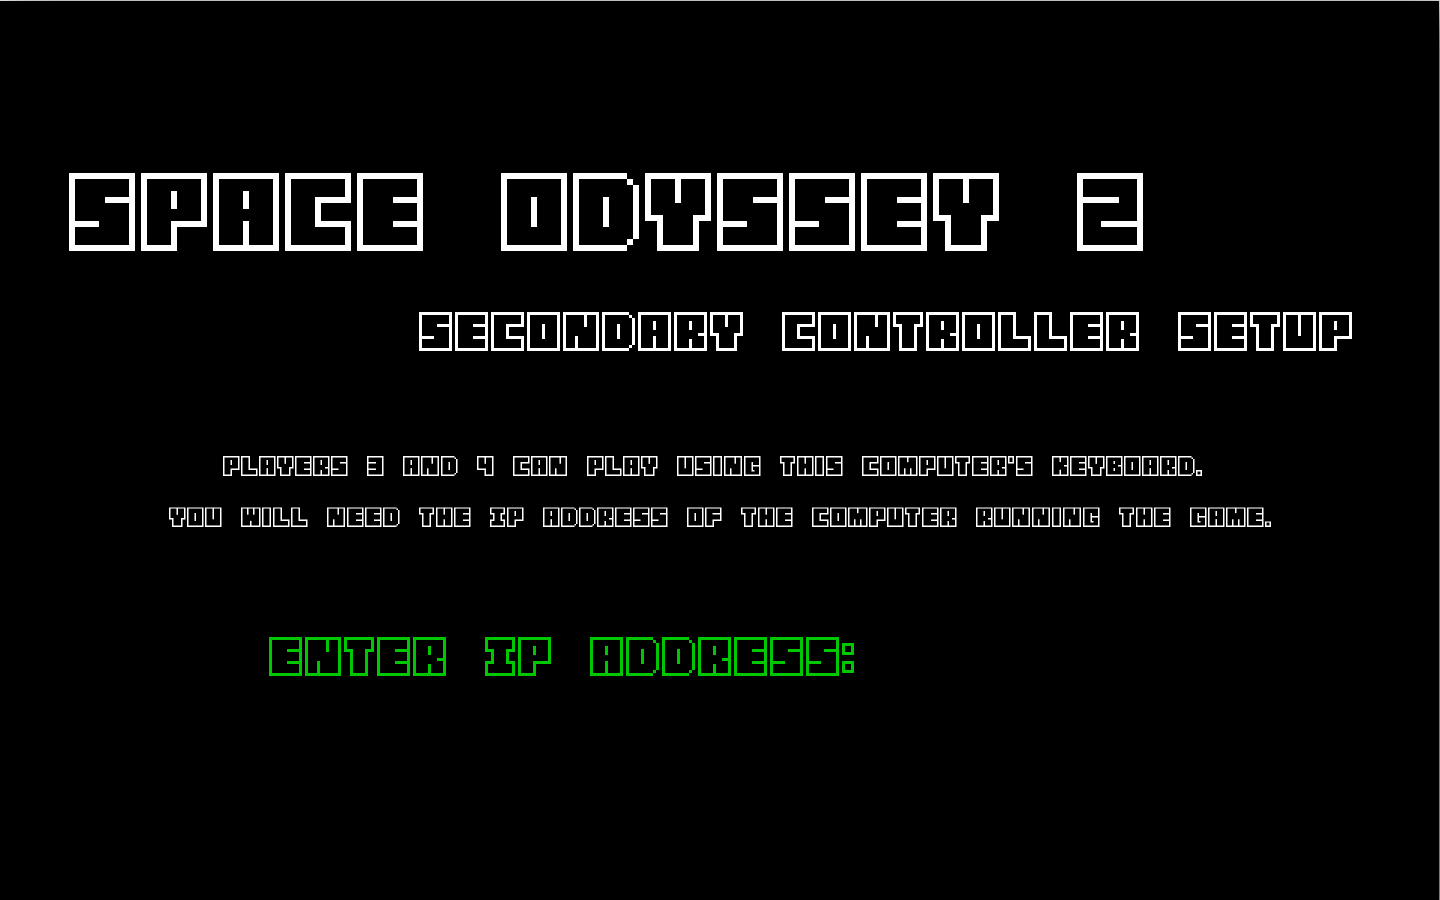 SPACE ODYSSEY 2
SECONDARY CONTROLLER SETUP
PLAYERS 3 AND 4 CAN PLAY USING THIS COMPUTER'S KEYBOARD.
YOU WILL NEED THE IP ADDRESS OF THE COMPUTER RUNNING THE GAME.
ENTER IP ADDRESS: